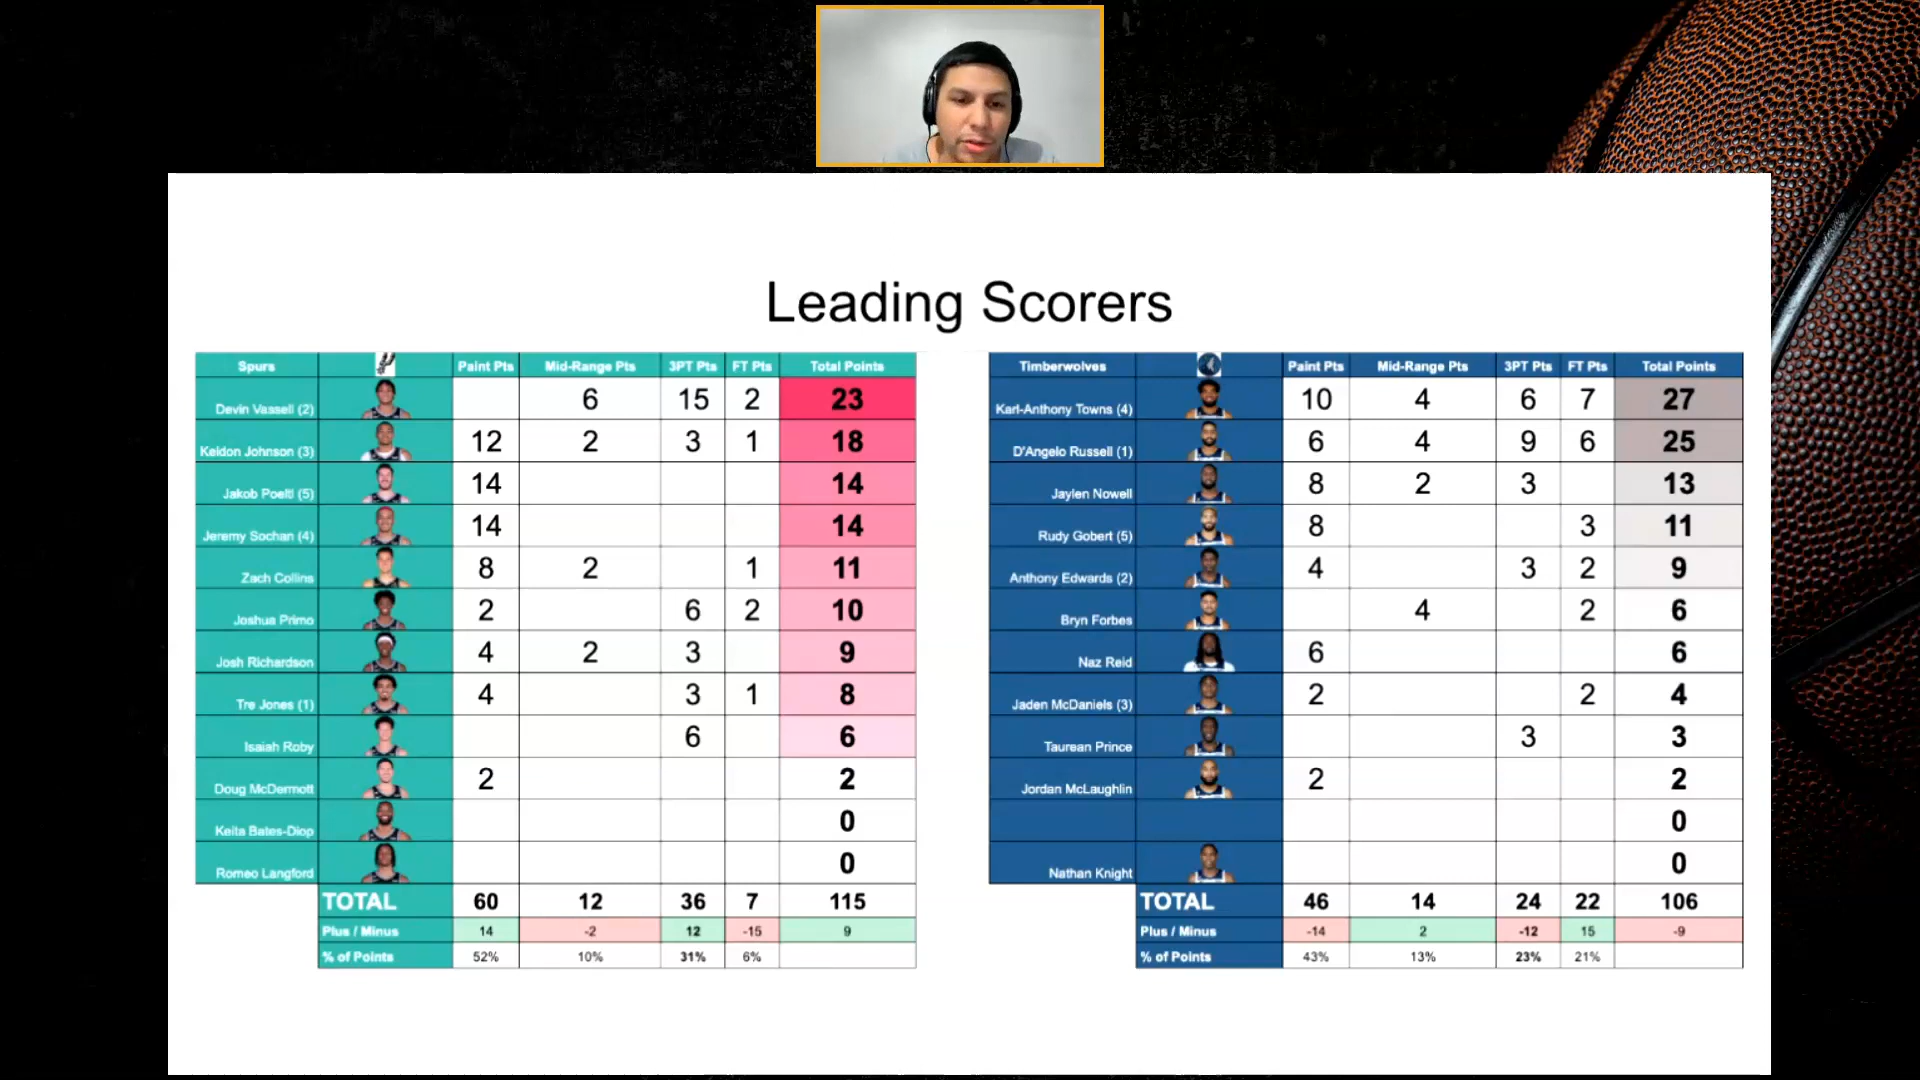 Leading Scorers
Spurs Paint Pts Mid-Range Pts 3PT Pts FT Pts Total Points
Devin Vassell (2) 6 15 2 23
Keldon Johnson (3) 12 2 3 1 18
Jakob Poeltl (5) 14 14
Jeremy Sochan (4) 14 14
Zach Collins 8 2 1 11
Joshua Primo 2 6 2 10
Josh Richardson 4 2 3 9
Tre Jones (1) 4 3 1 8
Isaiah Roby 6 6
Doug McDermott 2 2
Keita Bates-Diop 0
Romeo Langford 0
TOTAL 60 12 36 7 115
Plus / Minus 14 -2 12 -15 9
% of Points 52% 10% 31% 6%
Timberwolves Paint Pts Mid-Range Pts 3PT Pts FT Pts Total Points
Karl-Anthony Towns (4) 10 4 6 7 27
D'Angelo Russell (1) 6 4 9 6 25
Jaylen Nowell 8 2 3 13
Rudy Gobert (5) 8 3 11
Anthony Edwards (2) 4 3 2 9
Bryn Forbes 4 2 6
Naz Reid 6 6
Jaden McDaniels (3) 2 2 4
Taurean Prince 3 3
Jordan McLaughlin 2 2
0
Nathan Knight 0
TOTAL 46 14 24 22 106
Plus / Minus -14 2 -12 15 -9
% of Points 43% 13% 23% 21%